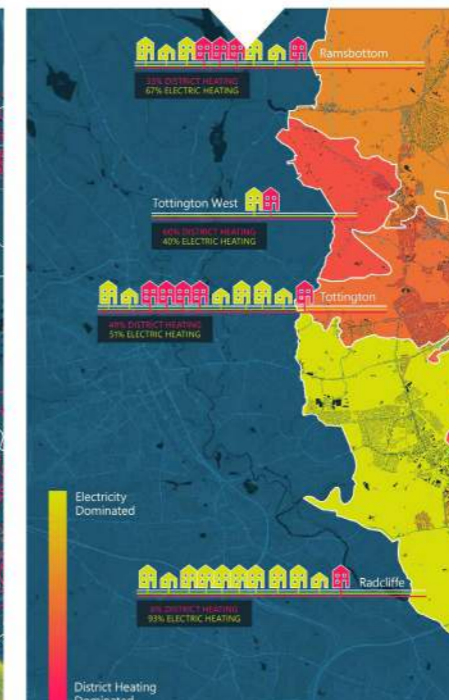 Ramsbottom
33% DISTRICT HEATING
67% ELECTRIC HEATING
Tottington West
60% DISTRICT HEATING
40% ELECTRIC HEATING
Tottington
49% DISTRICT HEATING
51% ELECTRIC HEATING
Electricity
Dominated
Radcliffe
DISTRICT HEATING
93% ELECTRIC HEATING
District Heating
Dominated